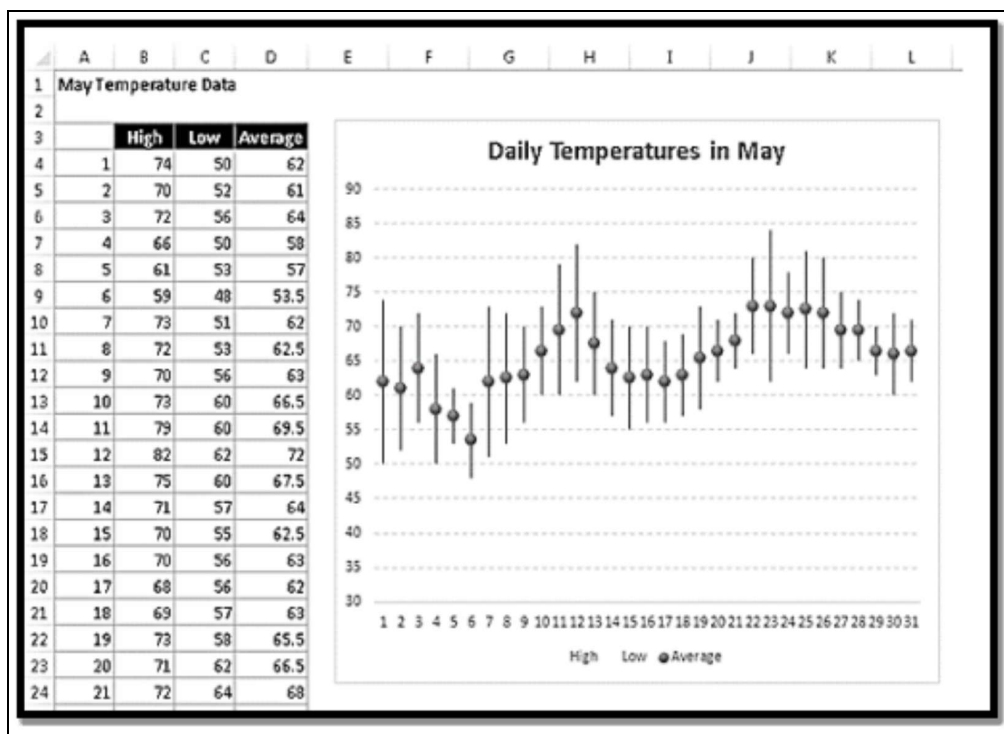 A B C D E F G H I J K L
1 May Temperature Data
2
3 High Low Average
4 1 74 50 62
5 2 70 52 61
6 3 72 56 64
7 4 66 50 58
8 5 61 53 57
9 6 59 48 53.5
10 7 73 51 62
11 8 72 53 62.5
12 9 70 56 63
13 10 73 60 66.5
14 11 79 60 69.5
15 12 82 62 72
16 13 75 60 67.5
17 14 71 57 64
18 15 70 55 62.5
19 16 70 56 63
20 17 68 56 62
21 18 69 57 63
22 19 73 58 65.5
23 20 71 62 66.5
24 21 72 64 68
Daily Temperatures in May
90
85
80
75
70
65
60
55
50
45
40
35
30
1 2 3 4 5 6 7 8 9 10 11 12 13 14 15 16 17 18 19 20 21 22 23 24 25 26 27 28 29 30 31
High Low Average